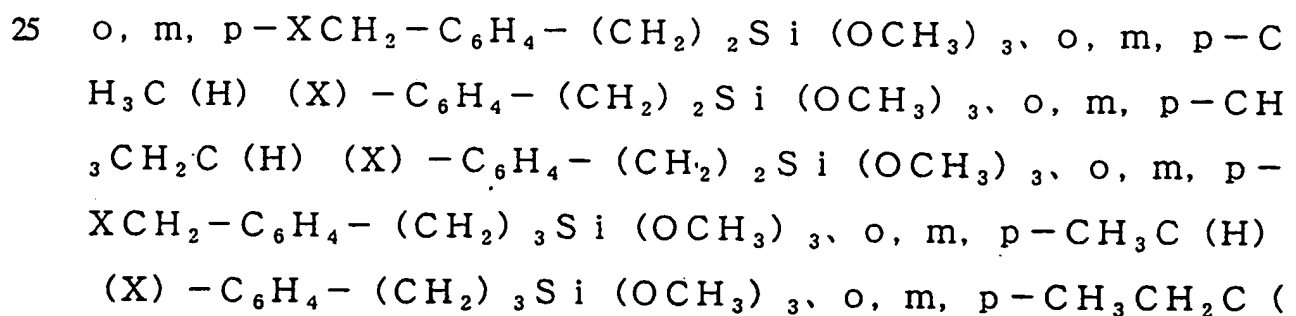 25 o, m, p-XCH₂-C₆H₄-(CH₂)₂Si(OCH₃)₃、o, m, p-C
H₃C(H)(X)-C₆H₄-(CH₂)₂Si(OCH₃)₃、o, m, p-CH
₃CH₂C(H)(X)-C₆H₄-(CH₂)₂Si(OCH₃)₃、o, m, p-
XCH₂-C₆H₄-(CH₂)₃Si(OCH₃)₃、o, m, p-CH₃C(H)
(X)-C₆H₄-(CH₂)₃Si(OCH₃)₃、o, m, p-CH₃CH₂C(